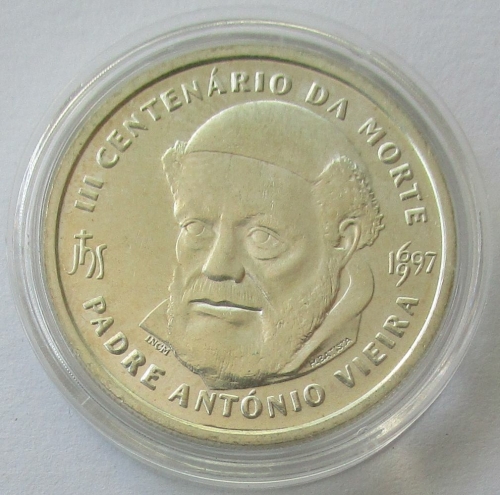 III CENTENÁRIO DA MORTE
JHS
1697
1997
PADRE ANTÓNIO VIEIRA
INCM